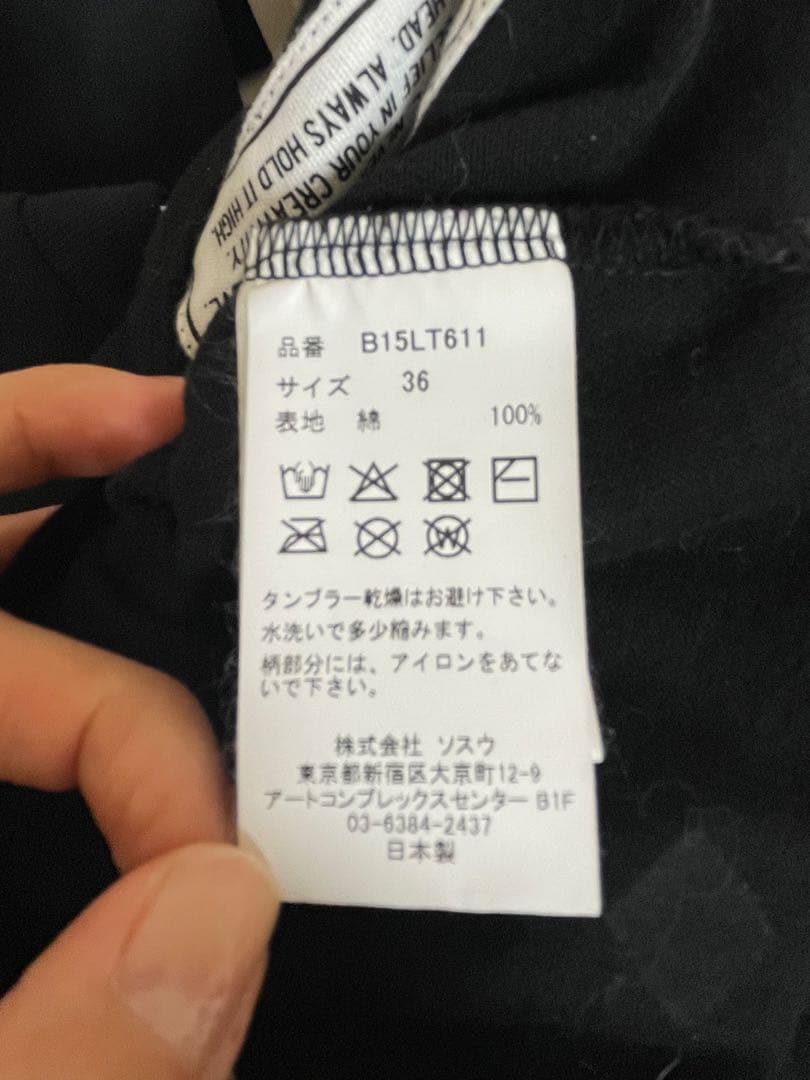 HEAD. ALWAYS HOLD IT HIGH.
IN YOUR
品番 B15LT611
サイズ 36
表地 綿 100%
W
タンブラー乾燥はお避け下さい。
水洗いで多少縮みます。
柄部分には、アイロンをあてな
いで下さい。
株式会社 ソスウ
東京都新宿区大京町12-9
アートコンプレックスセンター B1F
03-6384-2437
日本製